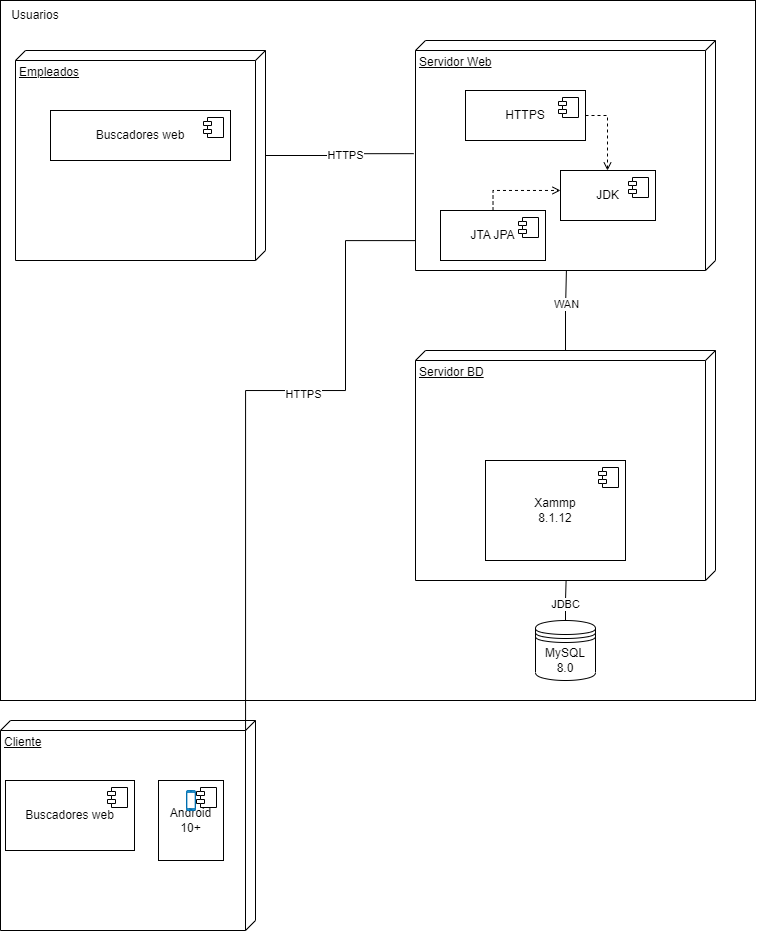 Usuarios
Empleados
Buscadores web
HTTPS
Servidor Web
HTTPS
JDK
JTA JPA
WAN
HTTPS
Servidor BD
Xammp
8.1.12
JDBC
MySQL
8.0
Cliente
Buscadores web
Android
10+